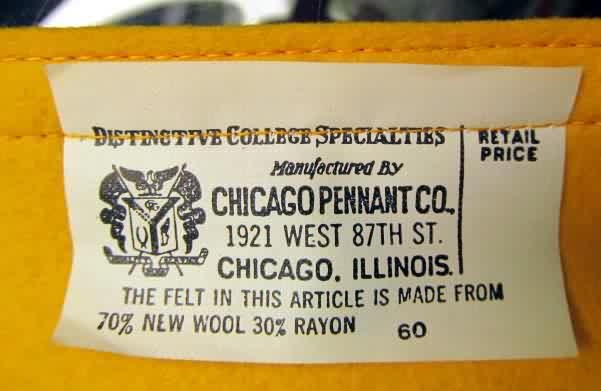 DISTINCTIVE COLLEGE SPECIALTIES
RETAIL
PRICE
Manufactured By
CHICAGO PENNANT CO.,
1921 WEST 87TH ST.
CHICAGO, ILLINOIS.
THE FELT IN THIS ARTICLE IS MADE FROM
70% NEW WOOL 30% RAYON 60